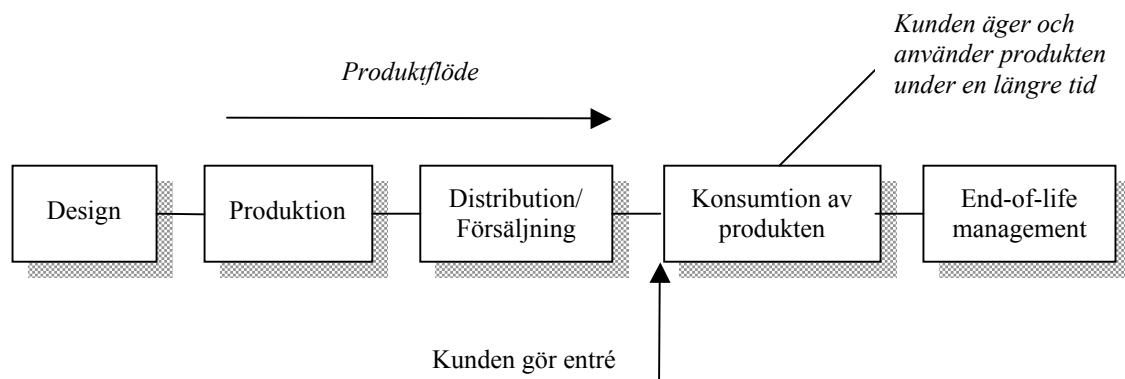 Kunden äger och
använder produkten
under en längre tid
Produktflöde
Design
Produktion
Distribution/
Försäljning
Konsumtion av
produkten
End-of-life
management
Kunden gör entré